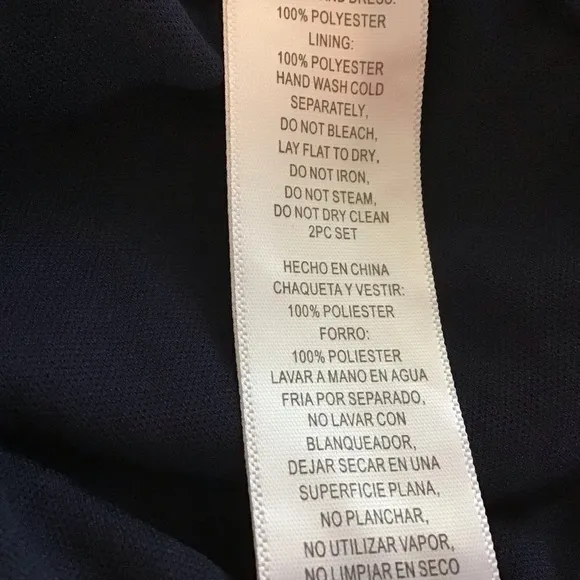 DRESS:
100% POLYESTER
LINING:
100% POLYESTER
HAND WASH COLD
SEPARATELY,
DO NOT BLEACH,
LAY FLAT TO DRY,
DO NOT IRON,
DO NOT STEAM,
DO NOT DRY CLEAN
2PC SET
HECHO EN CHINA
CHAQUETA Y VESTIR:
100% POLIESTER
FORRO:
100% POLIESTER
LAVAR A MANO EN AGUA
FRIA POR SEPARADO,
NO LAVAR CON
BLANQUEADOR,
DEJAR SECAR EN UNA
SUPERFICIE PLANA,
NO PLANCHAR,
NO UTILIZAR VAPOR,
NO LIMPIAR EN SECO